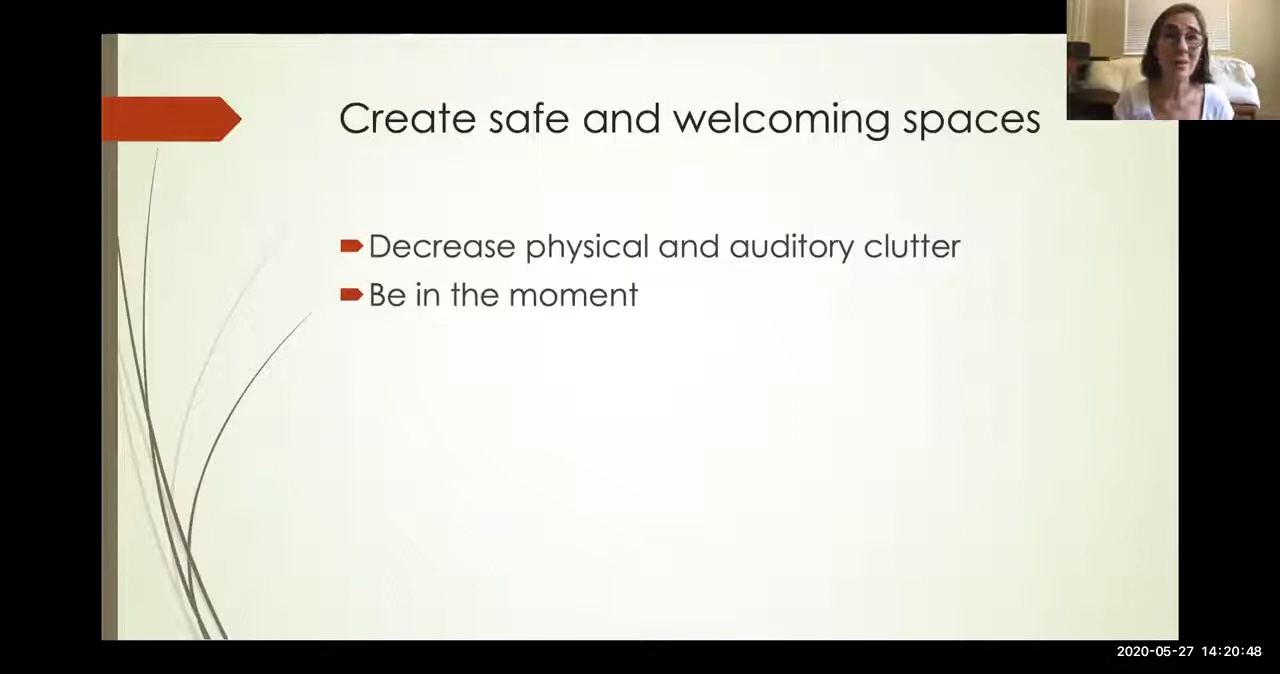 Create safe and welcoming spaces
Decrease physical and auditory clutter
Be in the moment
2020-05-27 14:20:48